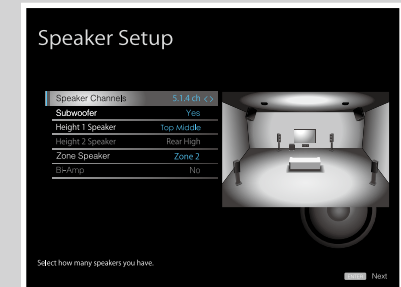 Speaker Setup
Speaker Channels 5.1.4 ch <>
Subwoofer Yes
Height 1 Speaker Top Middle
Height 2 Speaker Rear High
Zone Speaker Zone 2
Bi-Amp No
Select how many speakers you have.
ENTER Next